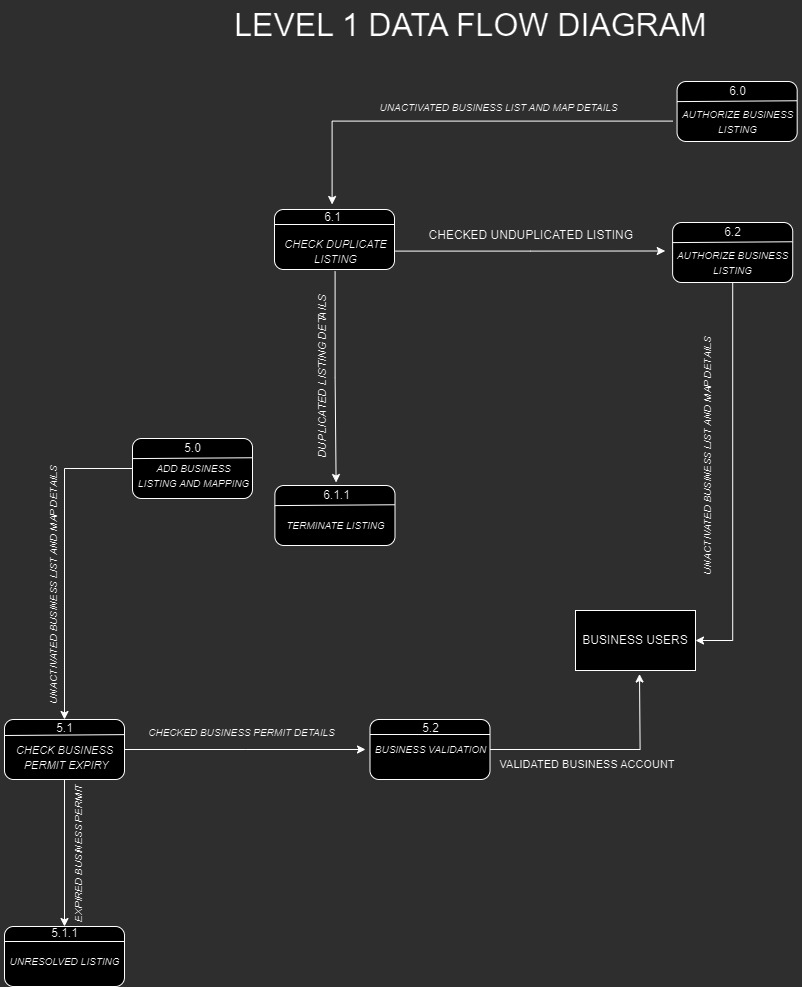 LEVEL 1 DATA FLOW DIAGRAM
UNACTIVATED BUSINESS LIST AND MAP DETAILS
6.0
AUTHORIZE BUSINESS
LISTING
6.1
CHECK DUPLICATE
LISTING
CHECKED UNDUPLICATED LISTING
6.2
AUTHORIZE BUSINESS
LISTING
DUPLICATED LISTING DETAILS
UNACTIVATED BUSINESS LIST AND MAP DETAILS
5.0
ADD BUSINESS
LISTING AND MAPPING
6.1.1
TERMINATE LISTING
UNACTIVATED BUSINESS LIST AND MAP DETAILS
BUSINESS USERS
5.1
CHECK BUSINESS
PERMIT EXPIRY
CHECKED BUSINESS PERMIT DETAILS
5.2
BUSINESS VALIDATION
VALIDATED BUSINESS ACCOUNT
EXPIRED BUSINESS PERMIT
5.1.1
UNRESOLVED LISTING